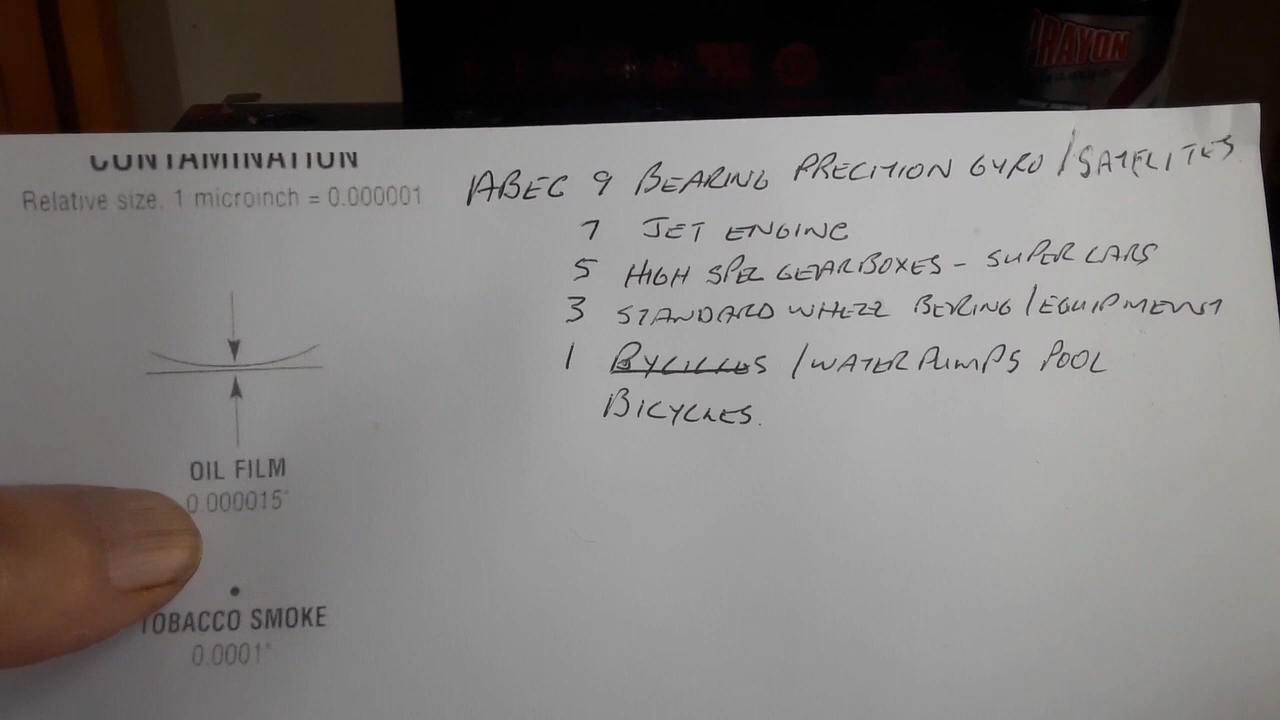 CONTAMINATION
Relative size. 1 microinch = 0.000001
OIL FILM
0.000015"
TOBACCO SMOKE
0.0001"
ABEC 9 BEARING PRECITION GYRO / SATELITES
7 JET ENGINE
5 HIGH SPEC GEARBOXES - SUPER CARS
3 STANDARD WHEEL BERING / EQUIPMENT
1 BYCICLES / WATER PUMPS POOL
BICYCLES.
RAYON